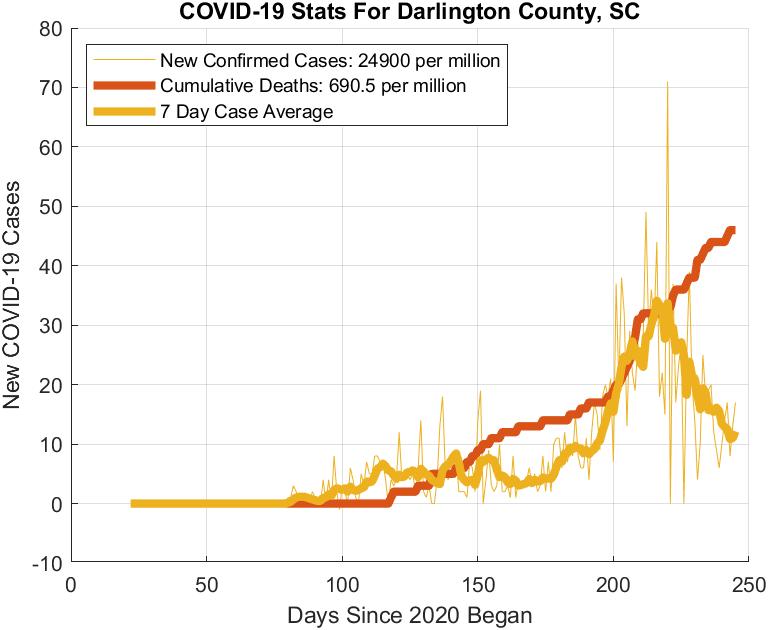 COVID-19 Stats For Darlington County, SC
80
70
60
50
40
30
20
10
0
-10
New COVID-19 Cases
New Confirmed Cases: 24900 per million
Cumulative Deaths: 690.5 per million
7 Day Case Average
0 50 100 150 200 250
Days Since 2020 Began